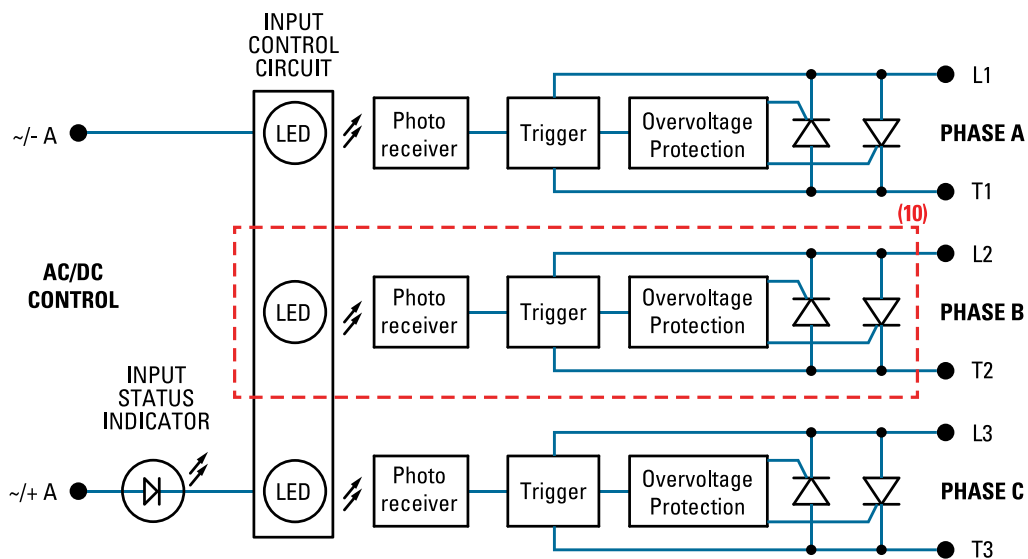 INPUT
CONTROL
CIRCUIT
~/- A
LED
Photo
receiver
Trigger
Overvoltage
Protection
L1
PHASE A
T1
(10)
AC/DC
CONTROL
LED
Photo
receiver
Trigger
Overvoltage
Protection
L2
PHASE B
T2
INPUT
STATUS
INDICATOR
~/+ A
LED
Photo
receiver
Trigger
Overvoltage
Protection
L3
PHASE C
T3